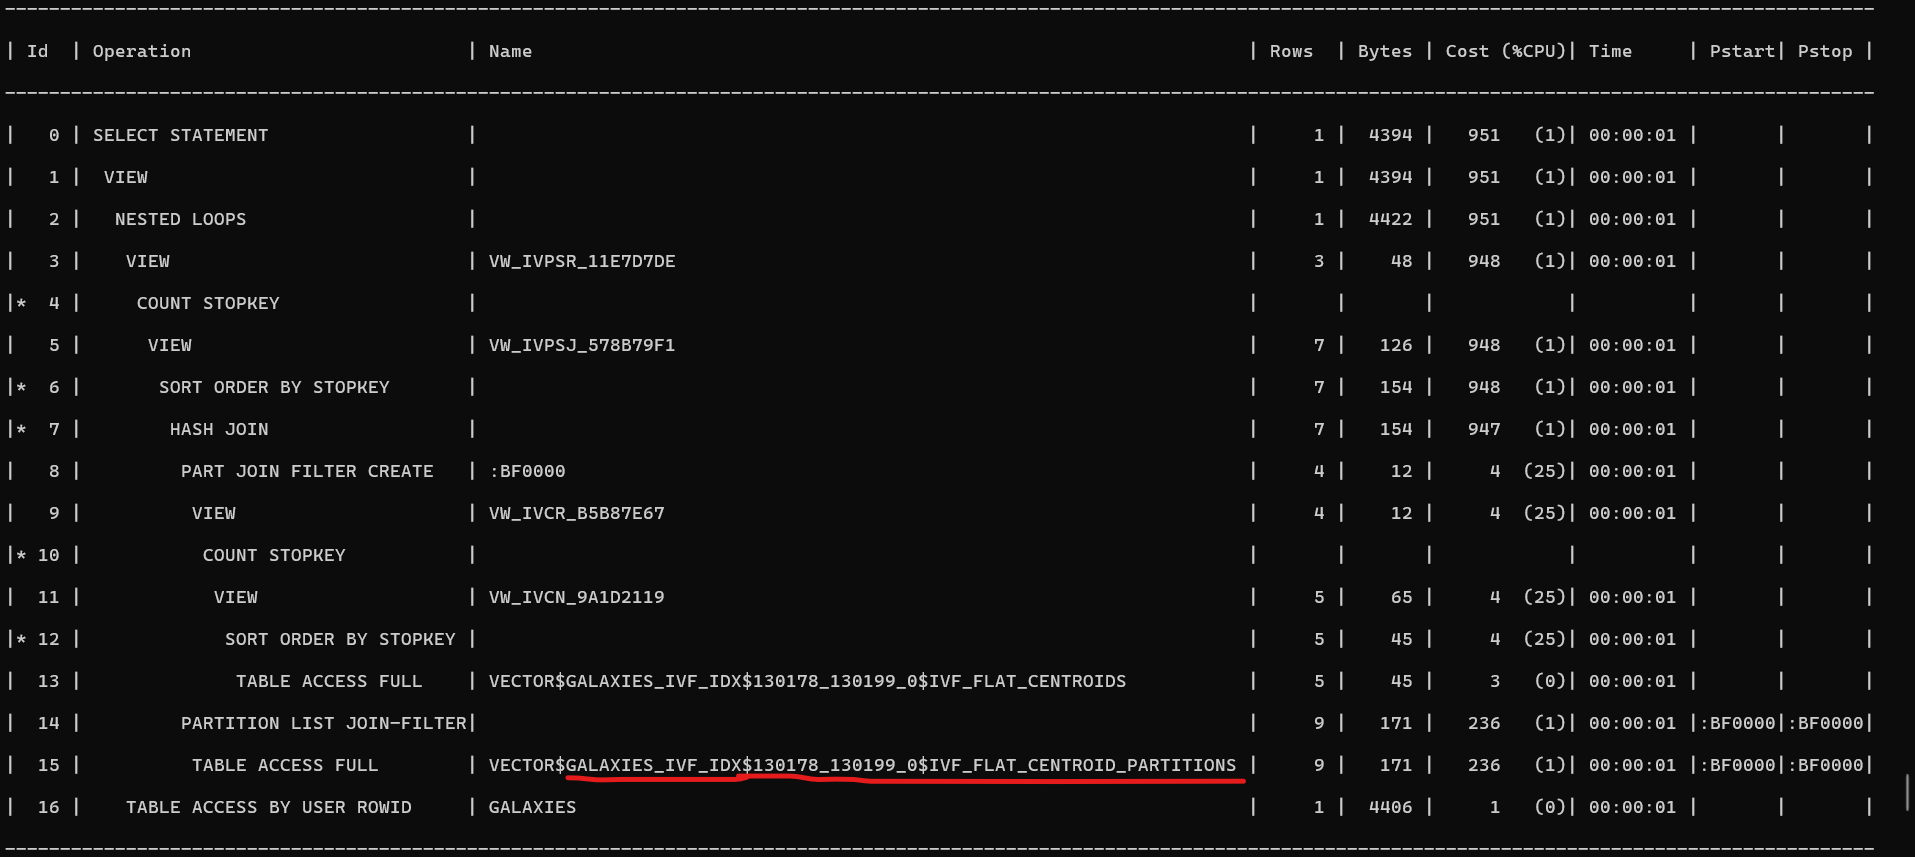 --------------------------------------------------------------------------------------------------------------------------------------------------------------------------
| Id  | Operation                          | Name                                                                 | Rows  | Bytes | Cost (%CPU)| Time     | Pstart| Pstop |
--------------------------------------------------------------------------------------------------------------------------------------------------------------------------
|   0 | SELECT STATEMENT                   |                                                                      |     1 |  4394 |   951   (1)| 00:00:01 |       |       |
|   1 |  VIEW                              |                                                                      |     1 |  4394 |   951   (1)| 00:00:01 |       |       |
|   2 |   NESTED LOOPS                     |                                                                      |     1 |  4422 |   951   (1)| 00:00:01 |       |       |
|   3 |    VIEW                            | VW_IVPSR_11E7D7DE                                                    |     3 |    48 |   948   (1)| 00:00:01 |       |       |
|*  4 |     COUNT STOPKEY                  |                                                                      |       |       |            |          |       |       |
|   5 |      VIEW                          | VW_IVPSJ_578B79F1                                                    |     7 |   126 |   948   (1)| 00:00:01 |       |       |
|*  6 |       SORT ORDER BY STOPKEY        |                                                                      |     7 |   154 |   948   (1)| 00:00:01 |       |       |
|*  7 |        HASH JOIN                   |                                                                      |     7 |   154 |   947   (1)| 00:00:01 |       |       |
|   8 |         PART JOIN FILTER CREATE    | :BF0000                                                              |     4 |    12 |     4  (25)| 00:00:01 |       |       |
|   9 |          VIEW                      | VW_IVCR_B5B87E67                                                     |     4 |    12 |     4  (25)| 00:00:01 |       |       |
|* 10 |           COUNT STOPKEY            |                                                                      |       |       |            |          |       |       |
|  11 |            VIEW                    | VW_IVCN_9A1D2119                                                     |     5 |    65 |     4  (25)| 00:00:01 |       |       |
|* 12 |             SORT ORDER BY STOPKEY  |                                                                      |     5 |    45 |     4  (25)| 00:00:01 |       |       |
|  13 |              TABLE ACCESS FULL     | VECTOR$GALAXIES_IVF_IDX$130178_130199_0$IVF_FLAT_CENTROIDS           |     5 |    45 |     3   (0)| 00:00:01 |       |       |
|  14 |         PARTITION LIST JOIN-FILTER|                                                                      |     9 |   171 |   236   (1)| 00:00:01 |:BF0000|:BF0000|
|  15 |          TABLE ACCESS FULL         | VECTOR$GALAXIES_IVF_IDX$130178_130199_0$IVF_FLAT_CENTROID_PARTITIONS |     9 |   171 |   236   (1)| 00:00:01 |:BF0000|:BF0000|
|  16 |    TABLE ACCESS BY USER ROWID      | GALAXIES                                                             |     1 |  4406 |     1   (0)| 00:00:01 |       |       |
--------------------------------------------------------------------------------------------------------------------------------------------------------------------------